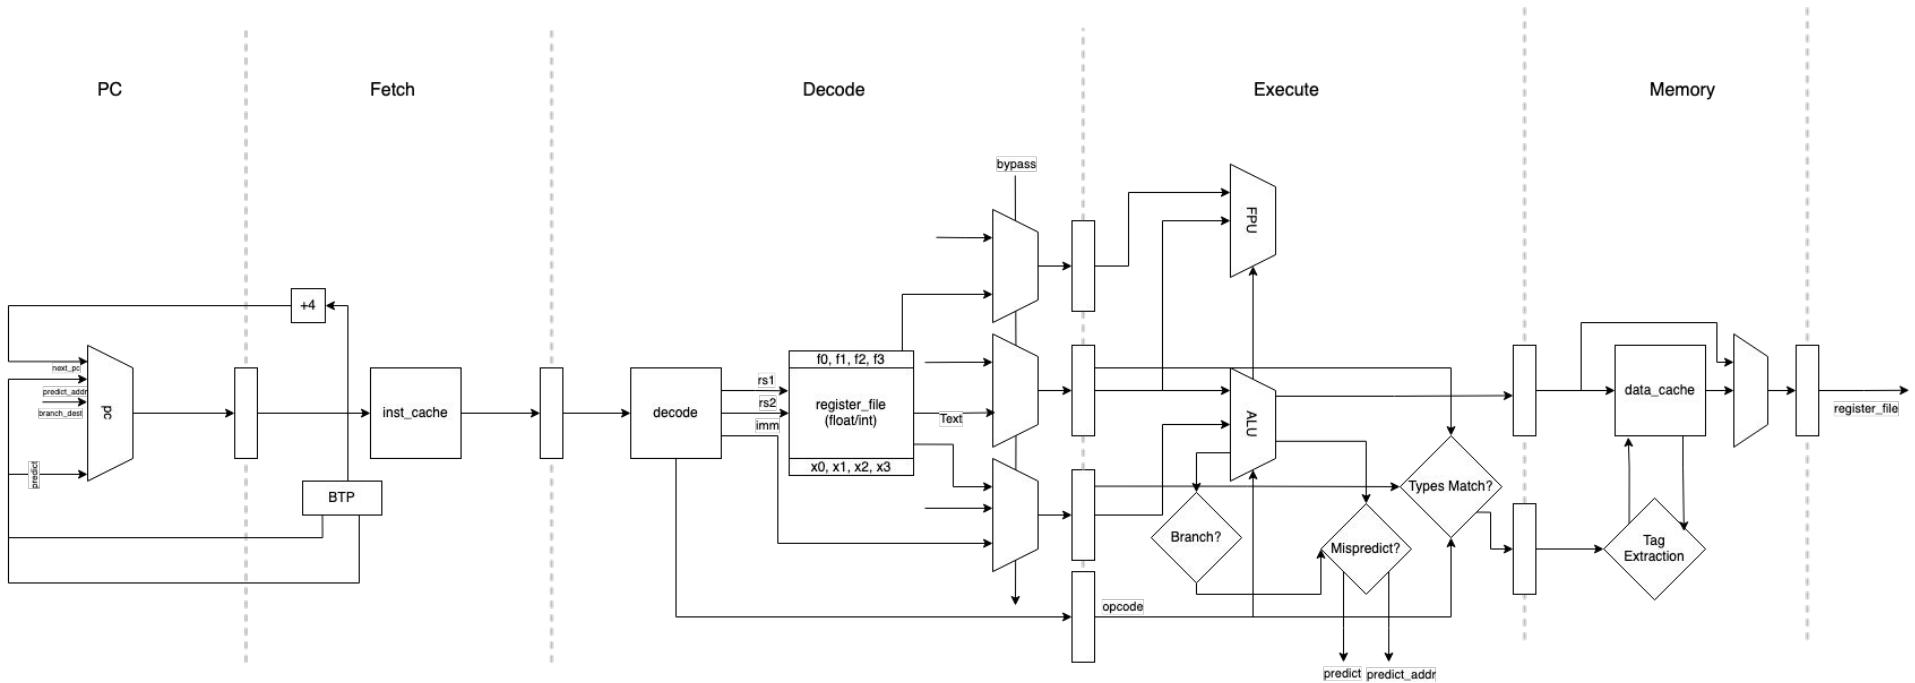 PC
Fetch
Decode
Execute
Memory
bypass
FPU
+4
next_pc
predict_addr
branch_dest
pc
predict
BTP
inst_cache
decode
rs1
rs2
imm
f0, f1, f2, f3
register_file
(float/int)
x0, x1, x2, x3
Text
ALU
Branch?
Mispredict?
Types Match?
opcode
predict
predict_addr
data_cache
Tag
Extraction
register_file